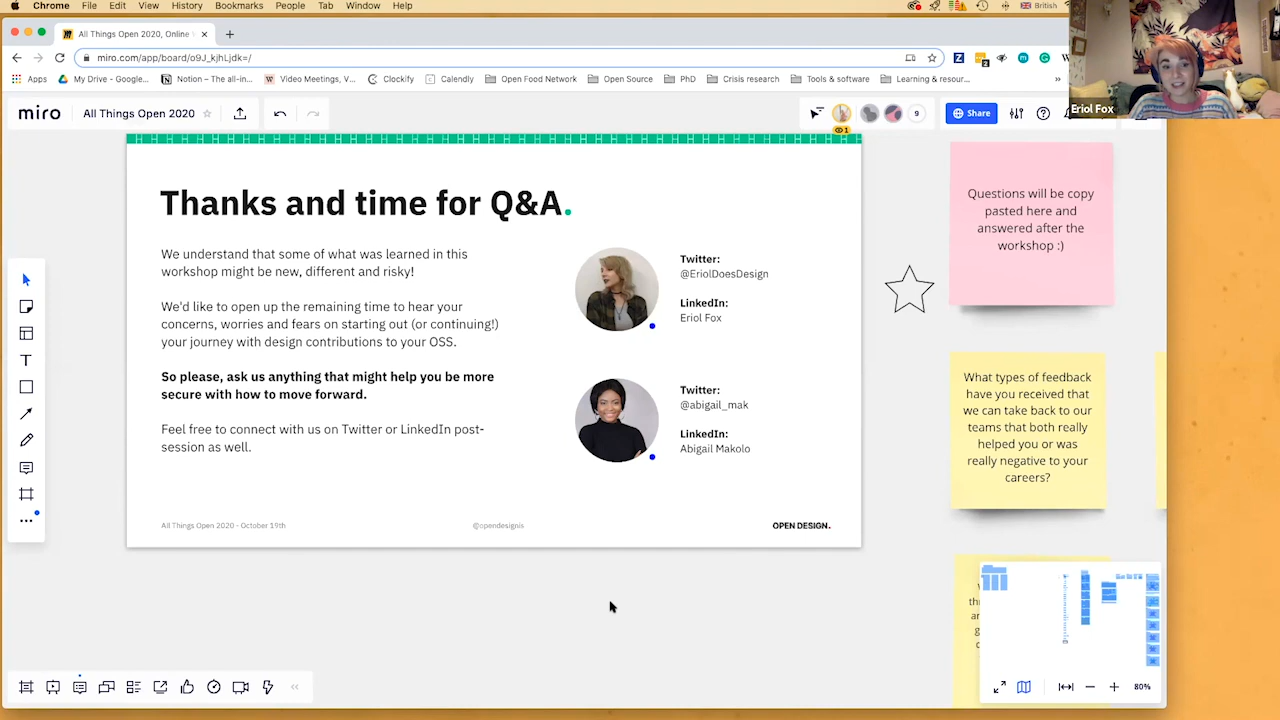 Chrome File Edit View History Bookmarks People Tab Window Help
British
All Things Open 2020, Online
miro.com/app/board/o9J_kjhLjdk=/
Apps
My Drive - Google...
Notion – The all-in...
Video Meetings, V...
Clockify
Calendly
Open Food Network
Open Source
PhD
Crisis research
Tools & software
Learning & resour...
»
Eriol Fox
miro
All Things Open 2020
1
9
Share
Thanks and time for Q&A.
We understand that some of what was learned in this
workshop might be new, different and risky!
We'd like to open up the remaining time to hear your
concerns, worries and fears on starting out (or continuing!)
your journey with design contributions to your OSS.
So please, ask us anything that might help you be more
secure with how to move forward.
Feel free to connect with us on Twitter or LinkedIn post-
session as well.
Twitter:
@EriolDoesDesign
LinkedIn:
Eriol Fox
Twitter:
@abigail_mak
LinkedIn:
Abigail Makolo
All Things Open 2020 - October 19th
@opendesignis
OPEN DESIGN.
Questions will be copy
pasted here and
answered after the
workshop :)
What types of feedback
have you received that
we can take back to our
teams that both really
helped you or was
really negative to your
careers?
80%